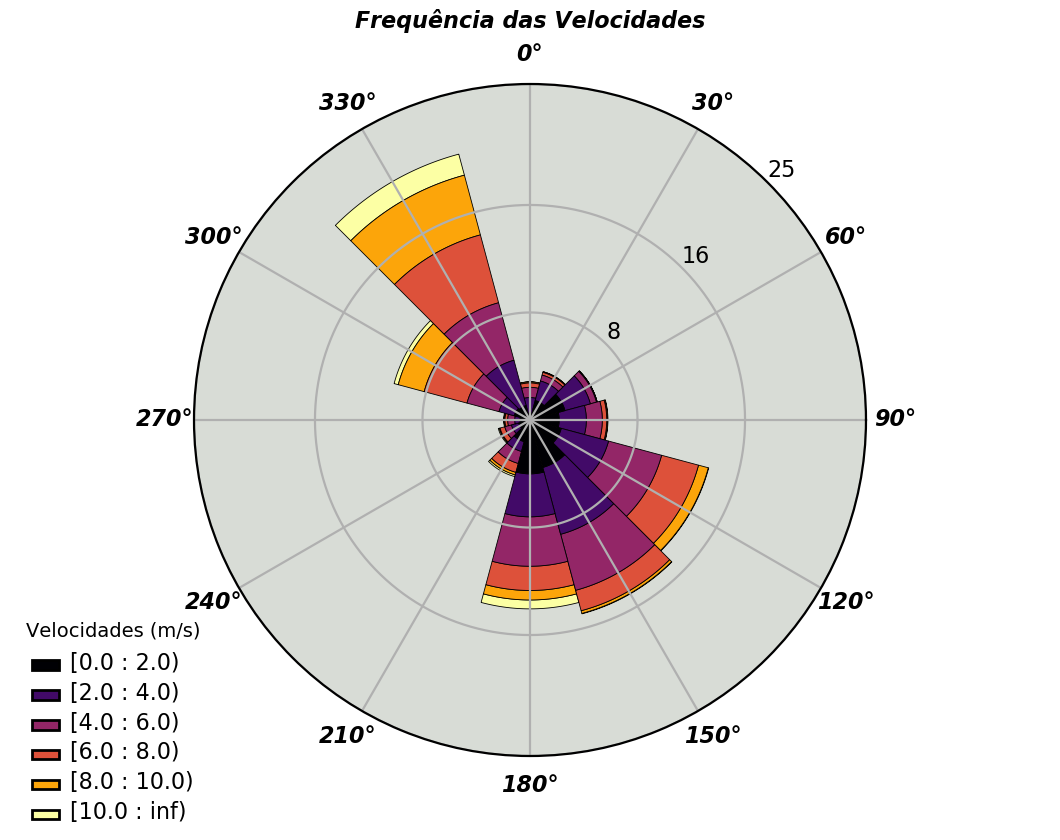 Frequência das Velocidades
0°
330°
30°
25
300°
60°
16
8
270°
90°
240°
120°
210°
150°
180°
Velocidades (m/s)
[0.0 : 2.0)
[2.0 : 4.0)
[4.0 : 6.0)
[6.0 : 8.0)
[8.0 : 10.0)
[10.0 : inf)